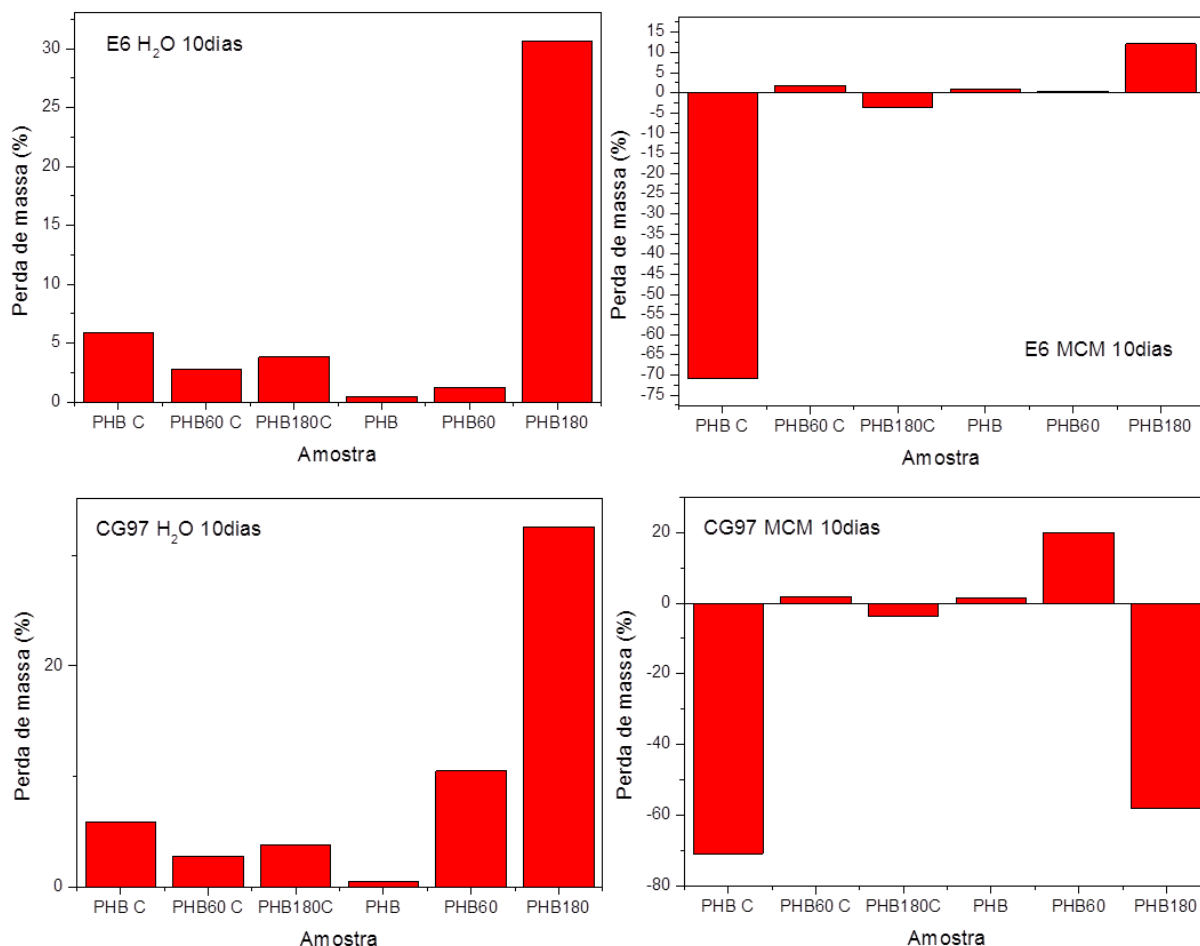 E6 H₂O 10dias
Perda de massa (%)
30
25
20
15
10
5
0
PHB C PHB60 C PHB180C PHB PHB60 PHB180
Amostra
15
10
5
0
-5
-10
-15
-20
-25
-30
-35
-40
-45
-50
-55
-60
-65
-70
-75
Perda de massa (%)
E6 MCM 10dias
PHB C PHB60 C PHB180C PHB PHB60 PHB180
Amostra
CG97 H₂O 10dias
Perda de massa (%)
20
0
PHB C PHB60 C PHB180C PHB PHB60 PHB180
Amostra
CG97 MCM 10dias
Perda de massa (%)
20
0
-20
-40
-60
-80
PHB C PHB60 C PHB180C PHB PHB60 PHB180
Amostra